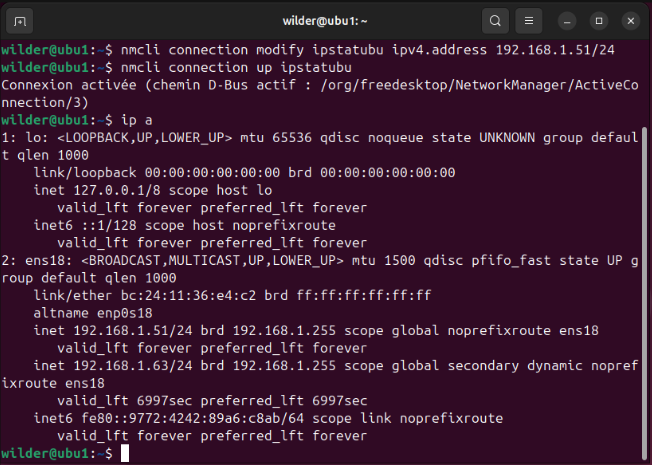 wilder@ubu1: ~
wilder@ubu1:~$ nmcli connection modify ipstatubu ipv4.address 192.168.1.51/24
wilder@ubu1:~$ nmcli connection up ipstatubu
Connexion activée (chemin D-Bus actif : /org/freedesktop/NetworkManager/ActiveCo
nnection/3)
wilder@ubu1:~$ ip a
1: lo: <LOOPBACK,UP,LOWER_UP> mtu 65536 qdisc noqueue state UNKNOWN group defaul
t qlen 1000
    link/loopback 00:00:00:00:00:00 brd 00:00:00:00:00:00
    inet 127.0.0.1/8 scope host lo
       valid_lft forever preferred_lft forever
    inet6 ::1/128 scope host noprefixroute
       valid_lft forever preferred_lft forever
2: ens18: <BROADCAST,MULTICAST,UP,LOWER_UP> mtu 1500 qdisc pfifo_fast state UP g
roup default qlen 1000
    link/ether bc:24:11:36:e4:c2 brd ff:ff:ff:ff:ff:ff
    altname enp0s18
    inet 192.168.1.51/24 brd 192.168.1.255 scope global noprefixroute ens18
       valid_lft forever preferred_lft forever
    inet 192.168.1.63/24 brd 192.168.1.255 scope global secondary dynamic nopref
ixroute ens18
       valid_lft 6997sec preferred_lft 6997sec
    inet6 fe80::9772:4242:89a6:c8ab/64 scope link noprefixroute
       valid_lft forever preferred_lft forever
wilder@ubu1:~$